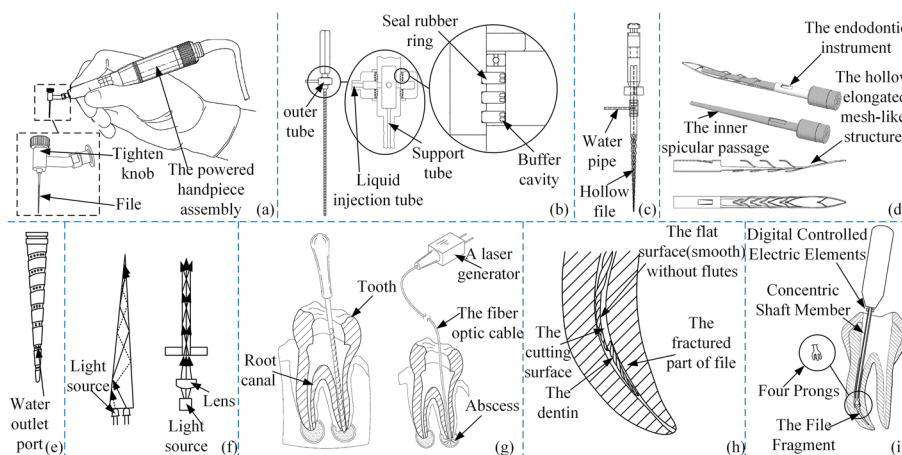 Tighten
knob
File
The powered
handpiece
assembly
(a)
Seal rubber
ring
outer
tube
Support
tube
Liquid
injection tube
Buffer
cavity
(b)
Water
pipe
Hollow
file
(c)
The endodontic
instrument
The hollow
elongated
mesh-like
structure
The inner
spicular passage
(d)
Water
outlet
port
(e)
Light
source
Lens
Light
source
(f)
A laser
generator
Tooth
The fiber
optic cable
Root
canal
Abscess
(g)
The flat
surface(smooth)
without flutes
The
cutting
surface
The
dentin
The
fractured
part of file
(h)
Digital Controlled
Electric Elements
Concentric
Shaft Member
Four Prongs
The File
Fragment
(i